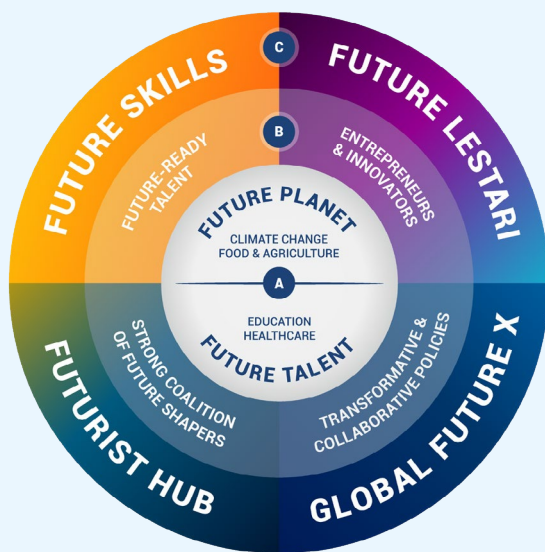 C
FUTURE SKILLS
FUTURE LESTARI
B
FUTURE-READY
TALENT
ENTREPRENEURS
& INNOVATORS
FUTURE PLANET
CLIMATE CHANGE
FOOD & AGRICULTURE
A
EDUCATION
HEALTHCARE
FUTURE TALENT
STRONG COALITION
OF FUTURE SHAPERS
TRANSFORMATIVE &
COLLABORATIVE POLICIES
FUTURIST HUB
GLOBAL FUTURE X